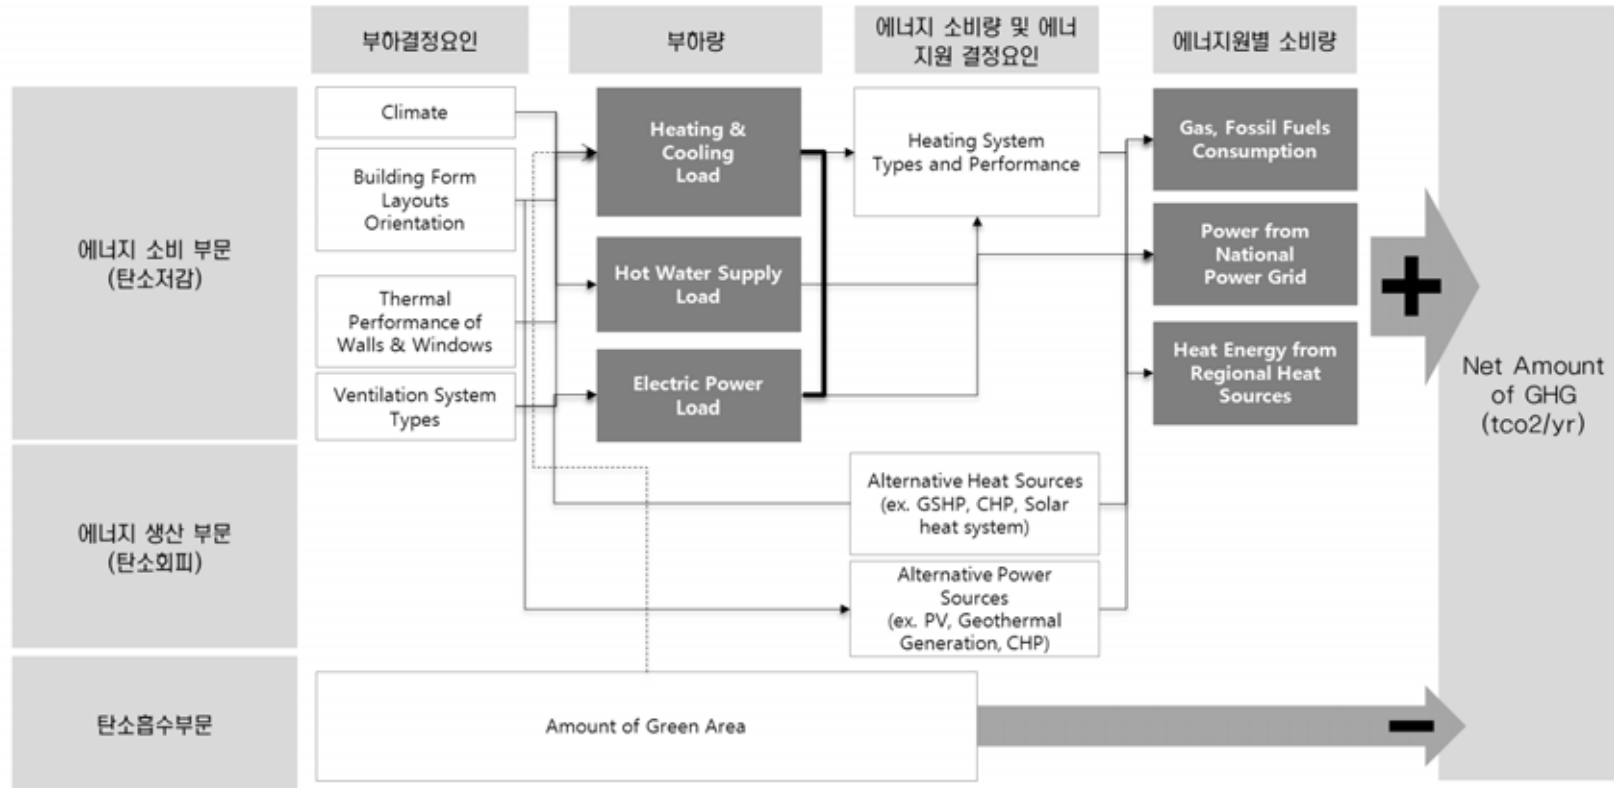 부하결정요인
부하량
에너지 소비량 및 에너
지원 결정요인
에너지원별 소비량
에너지 소비 부문
(탄소저감)
Climate
Building Form
Layouts
Orientation
Thermal
Performance of
Walls & Windows
Ventilation System
Types
Heating &
Cooling
Load
Hot Water Supply
Load
Electric Power
Load
Heating System
Types and Performance
Gas, Fossil Fuels
Consumption
Power from
National
Power Grid
Heat Energy from
Regional Heat
Sources
+
Net Amount
of GHG
(tco2/yr)
에너지 생산 부문
(탄소회피)
Alternative Heat Sources
(ex. GSHP, CHP, Solar
heat system)
Alternative Power
Sources
(ex. PV, Geothermal
Generation, CHP)
탄소흡수부문
Amount of Green Area
−